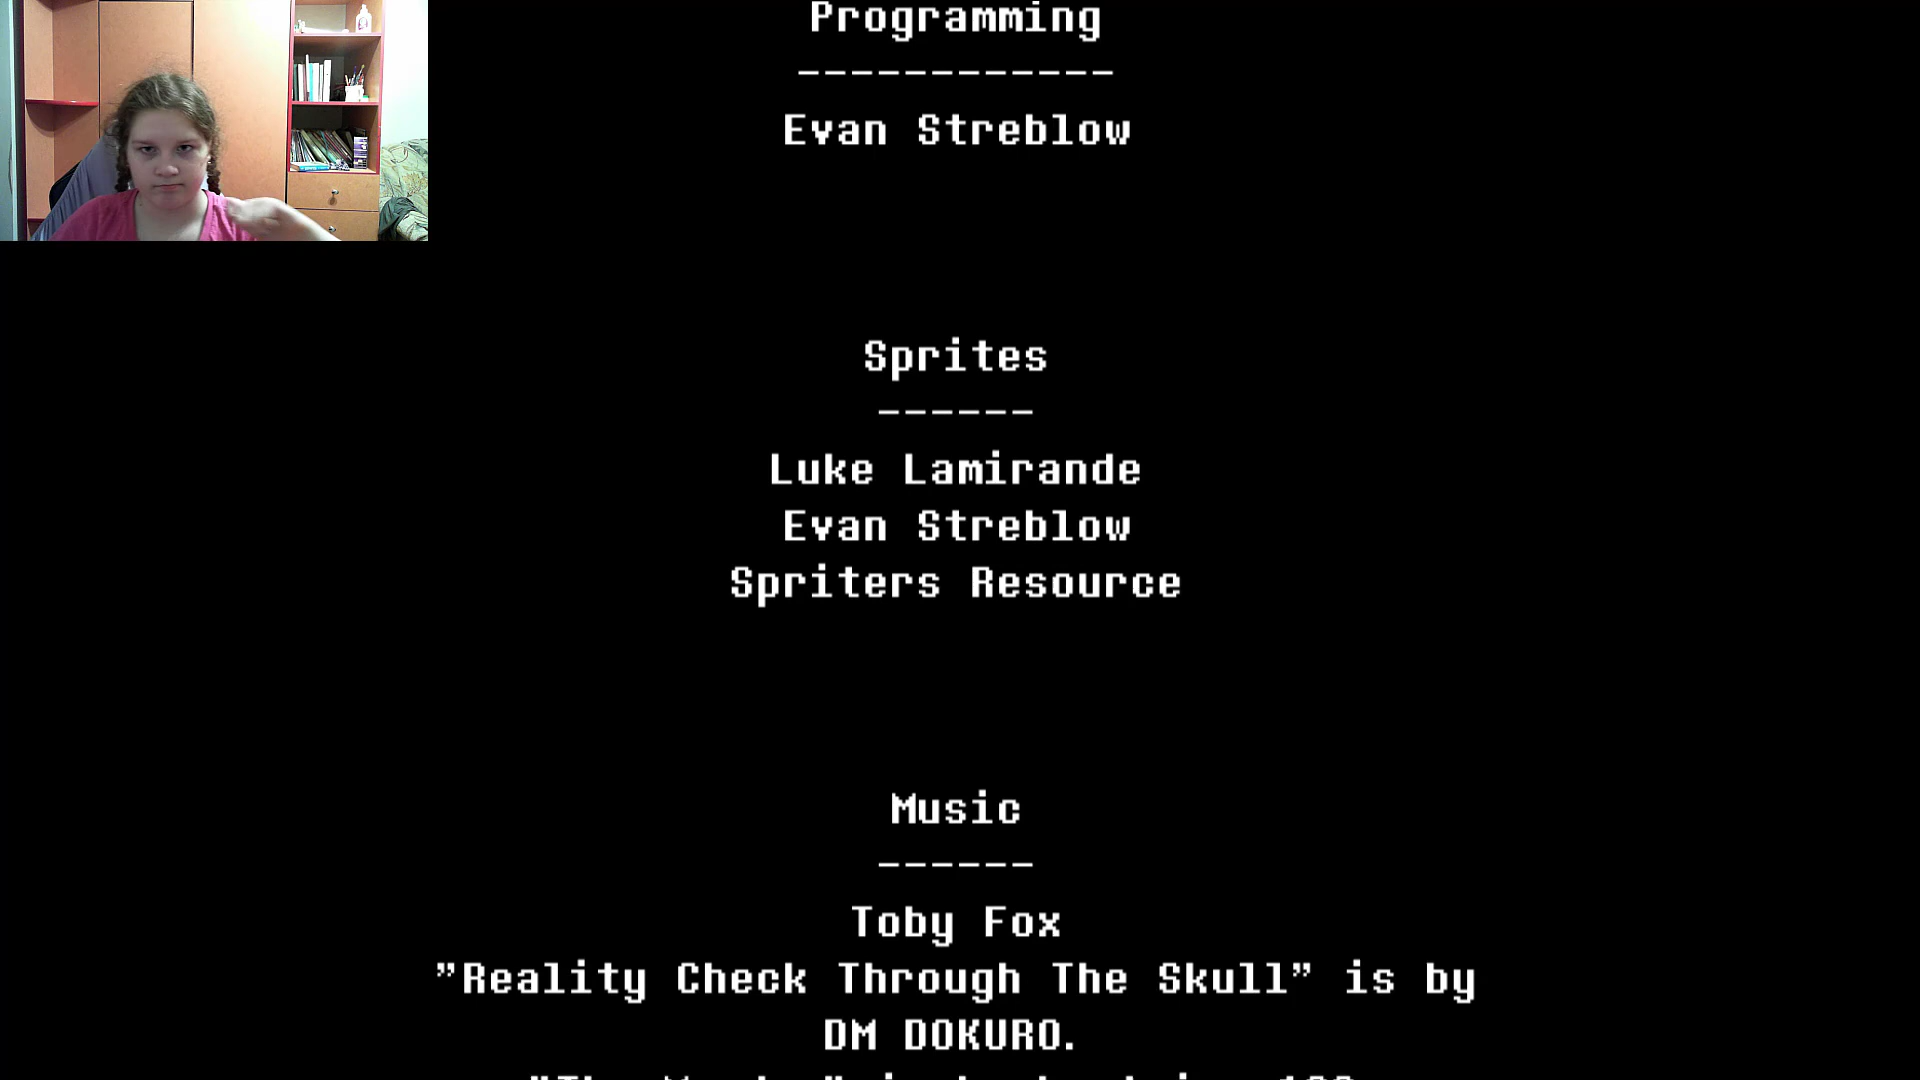 Programming
------------
Evan Streblow
Sprites
------
Luke Lamirande
Evan Streblow
Spriters Resource
Music
------
Toby Fox
"Reality Check Through The Skull" is by
DM DOKURO.